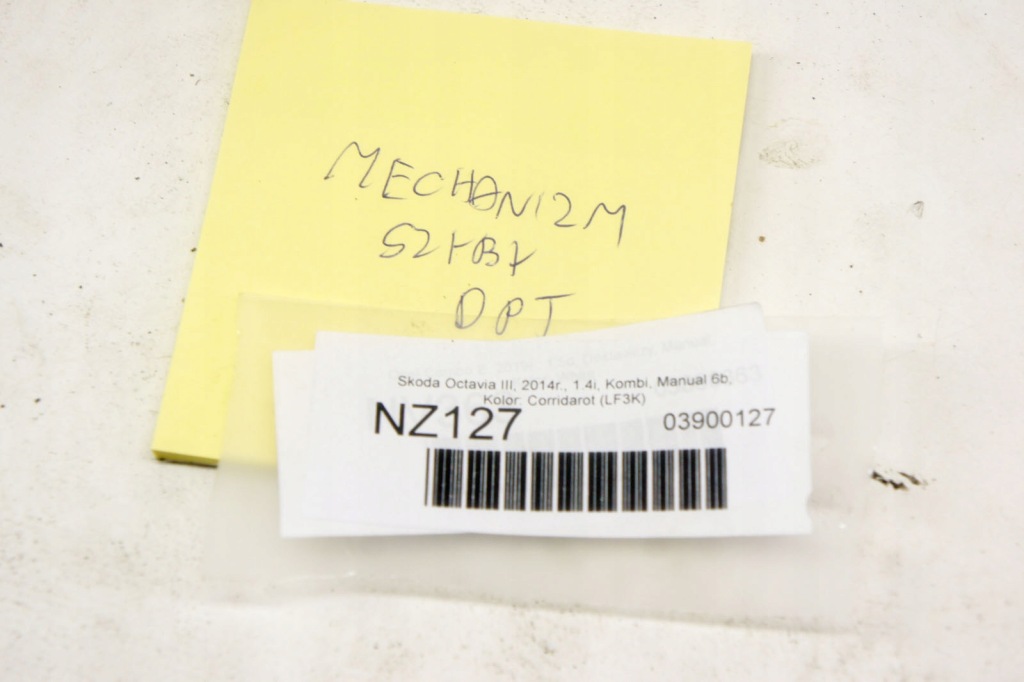 MECHANIZM
SZYBY
DPT
Skoda Octavia III, 2014r., 1.4i, Kombi, Manual 6b,
Kolor: Corridarot (LF3K)
NZ127
03900127